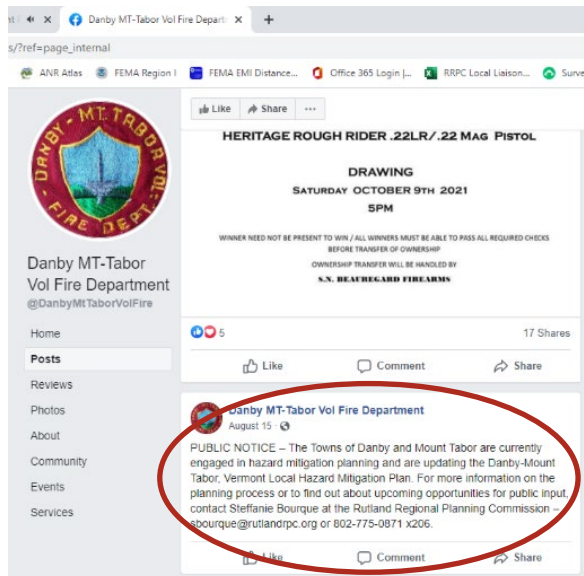 Danby MT-Tabor Vol Fire Depart
s/?ref=page_internal
ANR Atlas FEMA Region I FEMA EMI Distance... Office 365 Login |... RRPC Local Liaison... Surve
DANBY - MT. TABOR VOL.
FIRE DEPT.
Danby MT-Tabor
Vol Fire Department
@DanbyMtTaborVolFire
Home
Posts
Reviews
Photos
About
Community
Events
Services
Like Share ...
HERITAGE ROUGH RIDER .22LR/.22 MAG PISTOL
DRAWING
SATURDAY OCTOBER 9TH 2021
5PM
WINNER NEED NOT BE PRESENT TO WIN / ALL WINNERS MUST BE ABLE TO PASS ALL REQUIRED CHECKS
BEFORE TRANSFER OF OWNERSHIP
OWNERSHIP TRANSFER WILL BE HANDLED BY
S.N. BEAUREGARD FIREARMS
5 17 Shares
Like Comment Share
Danby MT-Tabor Vol Fire Department
August 15 ·
PUBLIC NOTICE – The Towns of Danby and Mount Tabor are currently
engaged in hazard mitigation planning and are updating the Danby-Mount
Tabor, Vermont Local Hazard Mitigation Plan. For more information on the
planning process or to find out about upcoming opportunities for public input,
contact Steffanie Bourque at the Rutland Regional Planning Commission –
sbourque@rutlandrpc.org or 802-775-0871 x206.
Like Comment Share